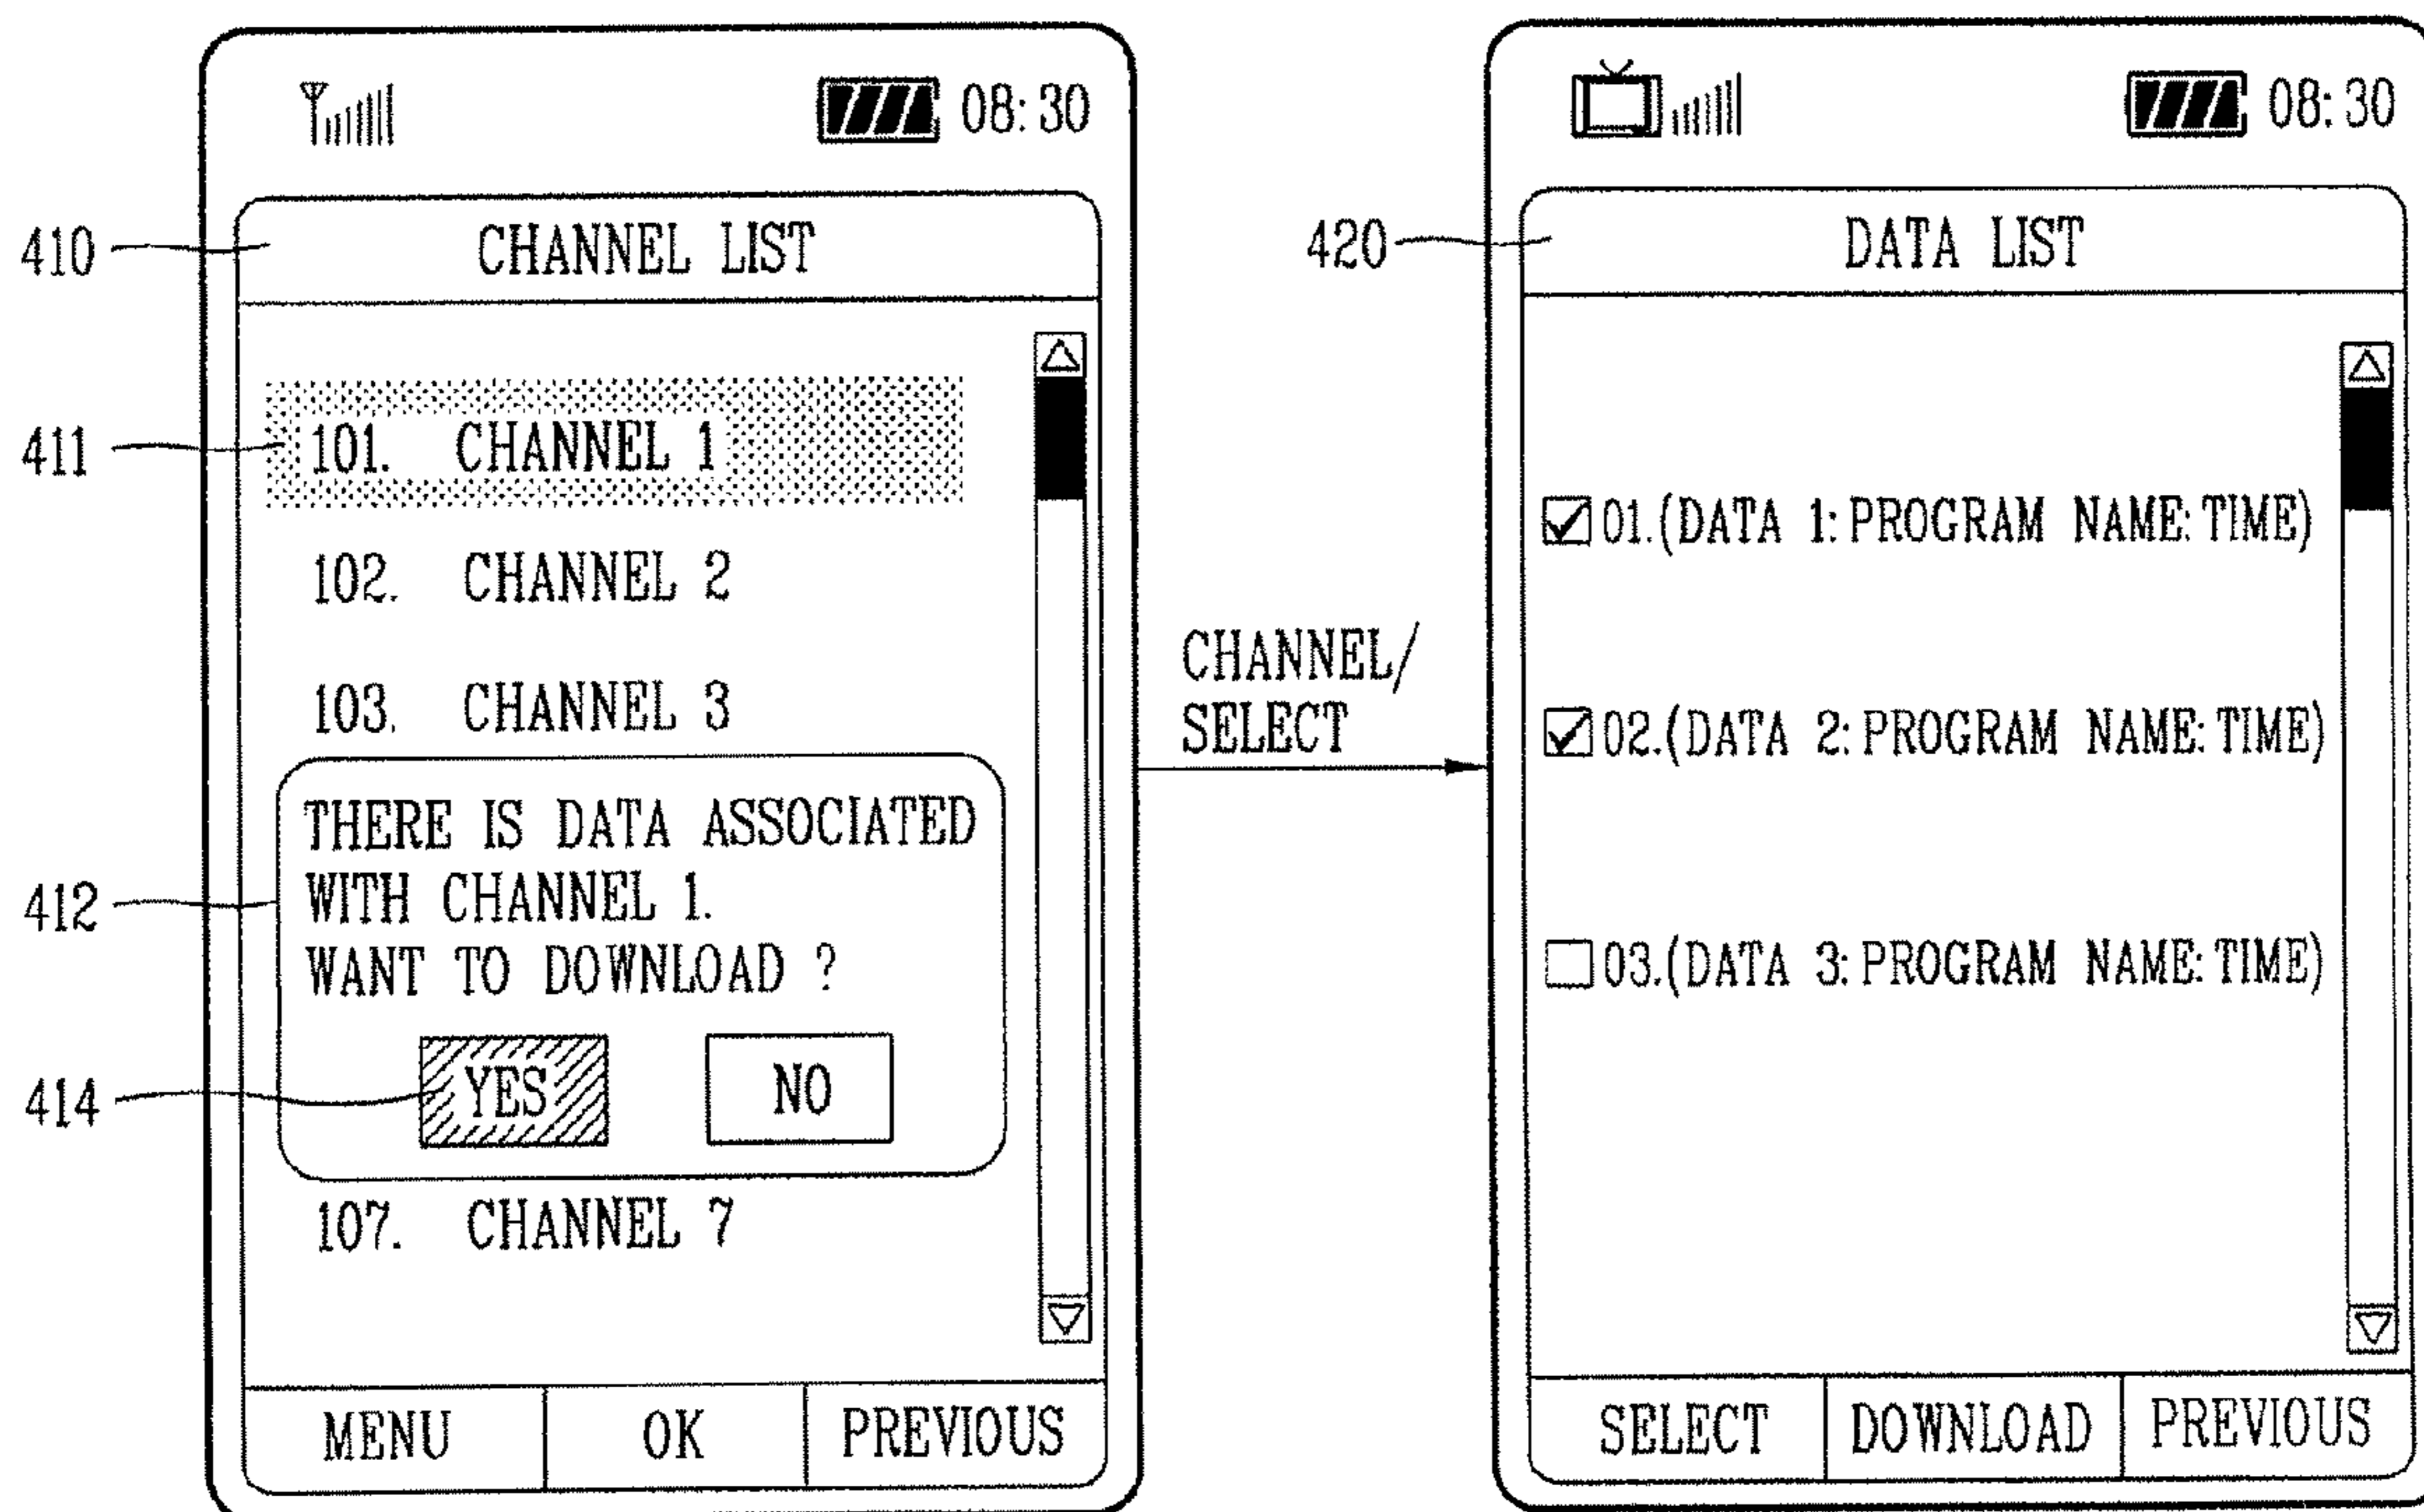 08:30
410
CHANNEL LIST
411
101. CHANNEL 1
102. CHANNEL 2
103. CHANNEL 3
412
THERE IS DATA ASSOCIATED
WITH CHANNEL 1.
WANT TO DOWNLOAD ?
414
YES NO
107. CHANNEL 7
MENU OK PREVIOUS
CHANNEL/
SELECT
08:30
420
DATA LIST
01.(DATA 1: PROGRAM NAME: TIME)
02.(DATA 2: PROGRAM NAME: TIME)
03.(DATA 3: PROGRAM NAME: TIME)
SELECT DOWNLOAD PREVIOUS